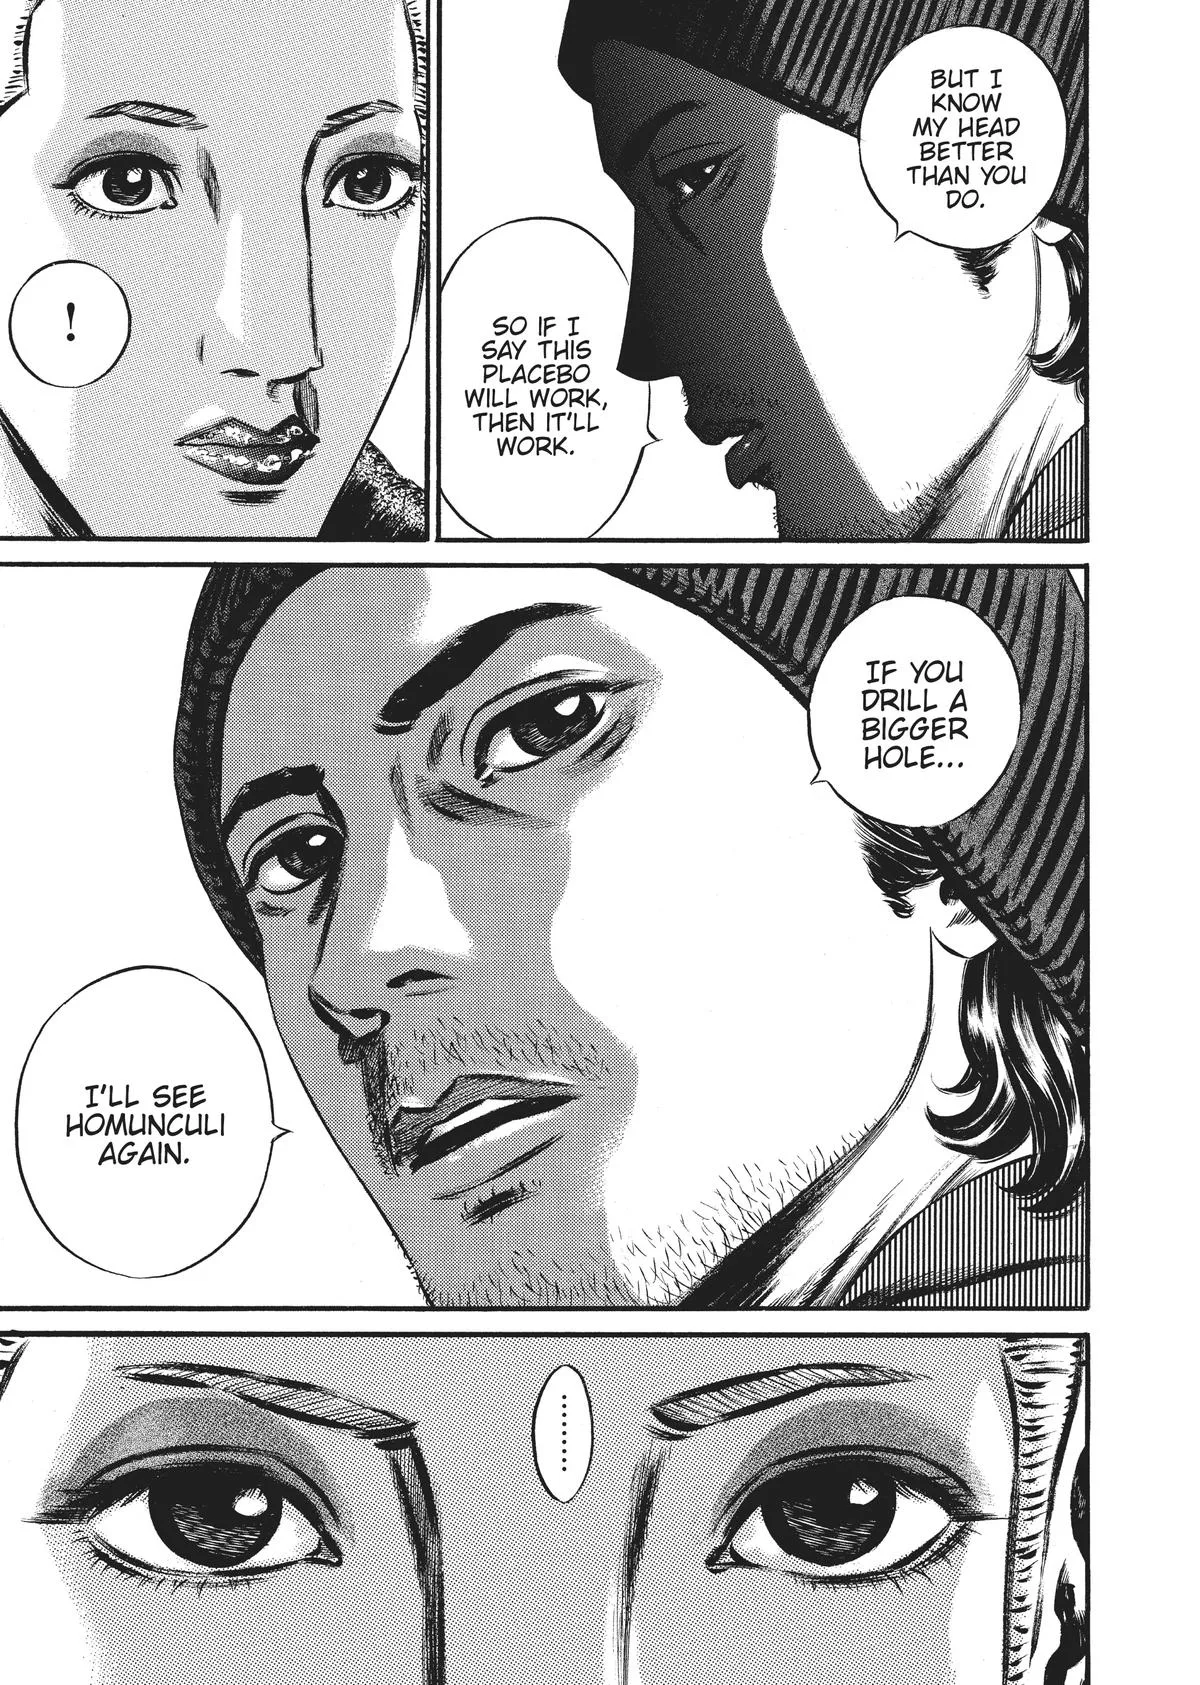 BUT I
KNOW
MY HEAD
BETTER
THAN YOU
DO.
SO IF I
SAY THIS
PLACEBO
WILL WORK,
THEN IT'LL
WORK.
!
IF YOU
DRILL A
BIGGER
HOLE...
I'LL SEE
HOMUNCULI
AGAIN.
.........